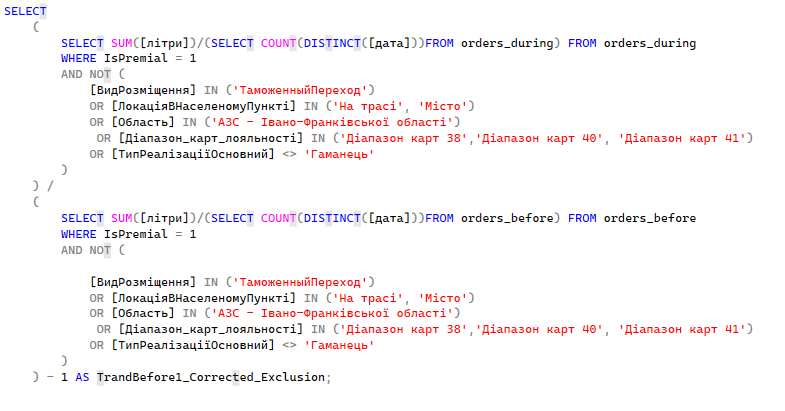 SELECT
(
SELECT SUM([літри])/(SELECT COUNT(DISTINCT([дата]))FROM orders_during) FROM orders_during
WHERE IsPremial = 1
AND NOT (
[ВидРозміщення] IN ('ТаможенныйПереход')
OR [ЛокаціяВНаселеномуПункті] IN ('На трасі', 'Місто')
OR [Область] IN ('АЗС - Івано-Франківської області')
OR [Діапазон_карт_лояльності] IN ('Діапазон карт 38','Діапазон карт 40', 'Діапазон карт 41')
OR [ТипРеалізаціїОсновний] <> 'Гаманець'
)
) /
(
SELECT SUM([літри])/(SELECT COUNT(DISTINCT([дата]))FROM orders_before) FROM orders_before
WHERE IsPremial = 1
AND NOT (
[ВидРозміщення] IN ('ТаможенныйПереход')
OR [ЛокаціяВНаселеномуПункті] IN ('На трасі', 'Місто')
OR [Область] IN ('АЗС - Івано-Франківської області')
OR [Діапазон_карт_лояльності] IN ('Діапазон карт 38','Діапазон карт 40', 'Діапазон карт 41')
OR [ТипРеалізаціїОсновний] <> 'Гаманець'
)
) - 1 AS TrandBefore1_Corrected_Exclusion;